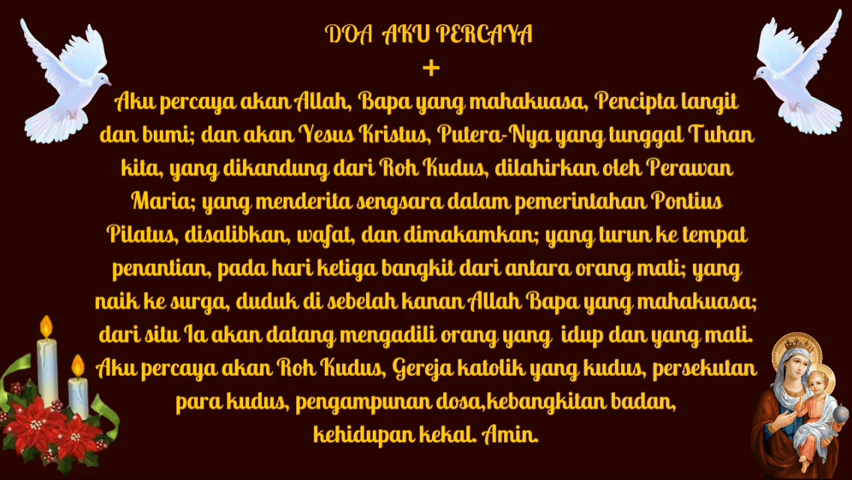 DOA AKU PERCAYA
+
Aku percaya akan Allah, Bapa yang mahakuasa, Pencipta langit
dan bumi; dan akan Yesus Kristus, Putera-Nya yang tunggal Tuhan
kita, yang dikandung dari Roh Kudus, dilahirkan oleh Perawan
Maria; yang menderita sengsara dalam pemerintahan Pontius
Pilatus, disalibkan, wafat, dan dimakamkan; yang turun ke tempat
penantian, pada hari ketiga bangkit dari antara orang mati; yang
naik ke surga, duduk di sebelah kanan Allah Bapa yang mahakuasa;
dari situ Ia akan datang mengadili orang yang idup dan yang mati.
Aku percaya akan Roh Kudus, Gereja katolik yang kudus, persekutan
para kudus, pengampunan dosa,kebangkitan badan,
kehidupan kekal. Amin.